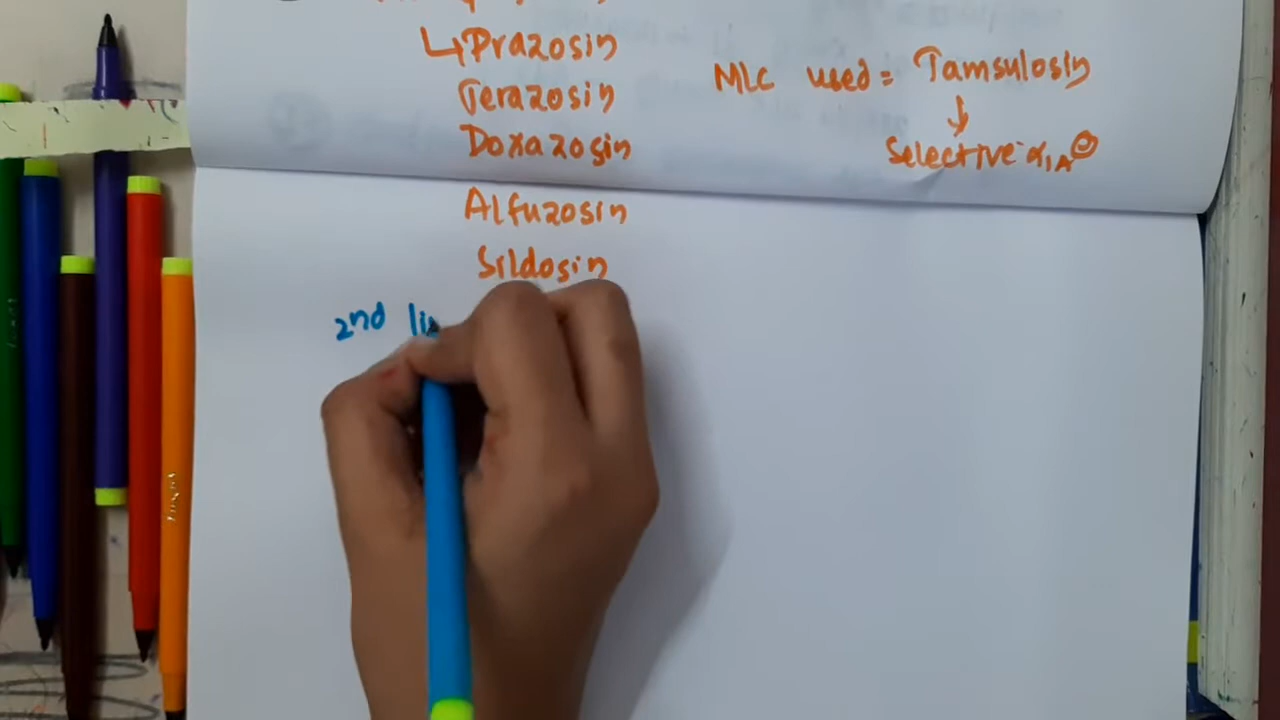 ↳Prazosin
Terazosin
Doxazosin
Alfuzosin
Sildosin
MLC used = Tamsulosin
↓
Selective α1A⊖
2nd